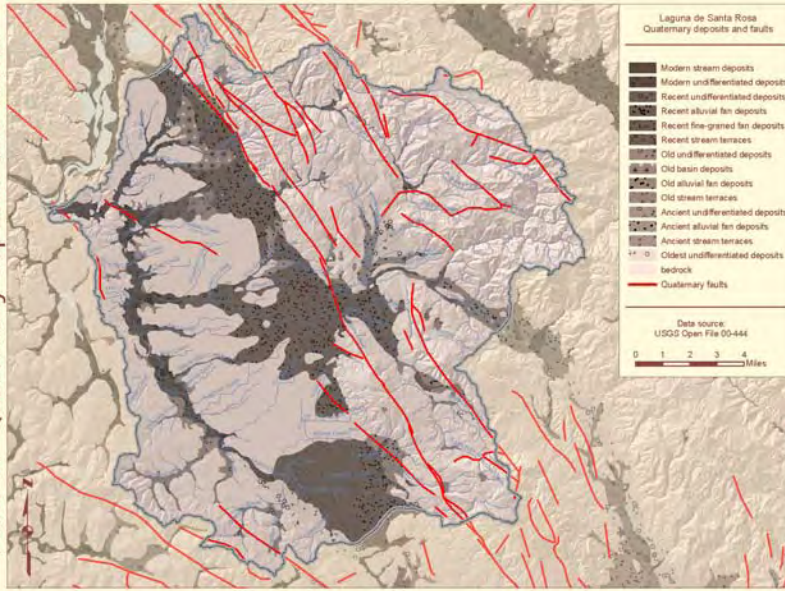 Laguna de Santa Rosa
Quaternary deposits and faults
Modern stream deposits
Modern undifferentiated deposits
Recent undifferentiated deposits
Recent alluvial fan deposits
Recent fine-grained fan deposits
Recent stream terraces
Old undifferentiated deposits
Old basin deposits
Old alluvial fan deposits
Old stream terraces
Ancient undifferentiated deposits
Ancient alluvial fan deposits
Ancient stream terraces
Oldest undifferentiated deposits
bedrock
Quaternary faults
Data source:
USGS Open File 00-444
0 1 2 3 4
Miles
N